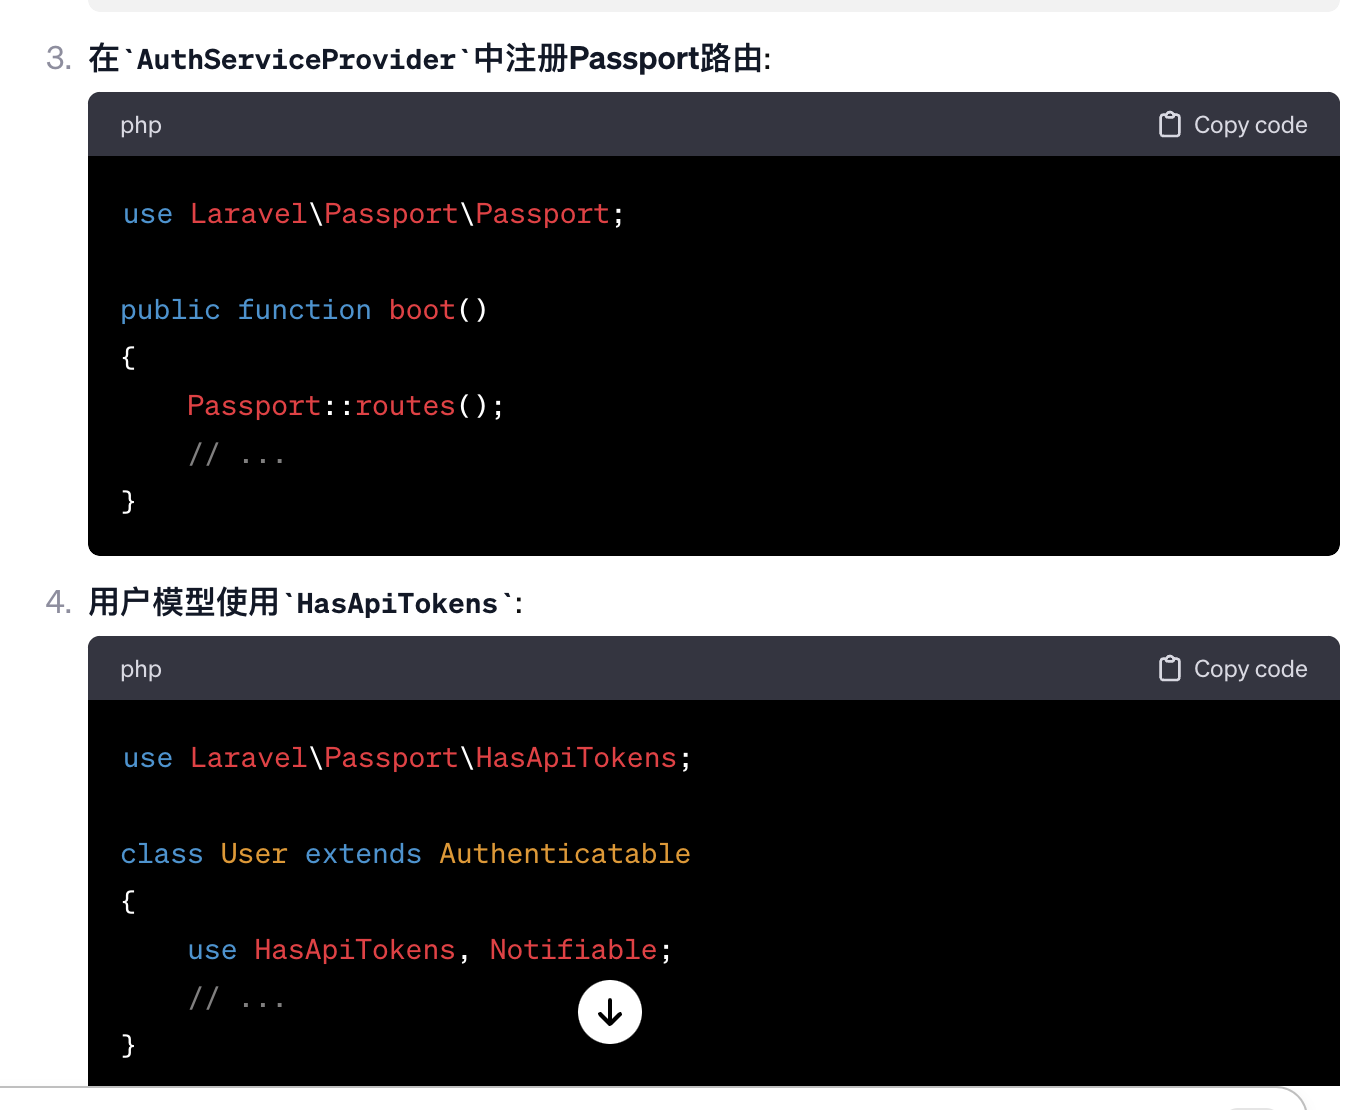 3. 在`AuthServiceProvider`中注册Passport路由:
php
Copy code
use Laravel\Passport\Passport;
public function boot()
{
    Passport::routes();
    // ...
}
4. 用户模型使用`HasApiTokens`:
php
Copy code
use Laravel\Passport\HasApiTokens;
class User extends Authenticatable
{
    use HasApiTokens, Notifiable;
    // ...
}